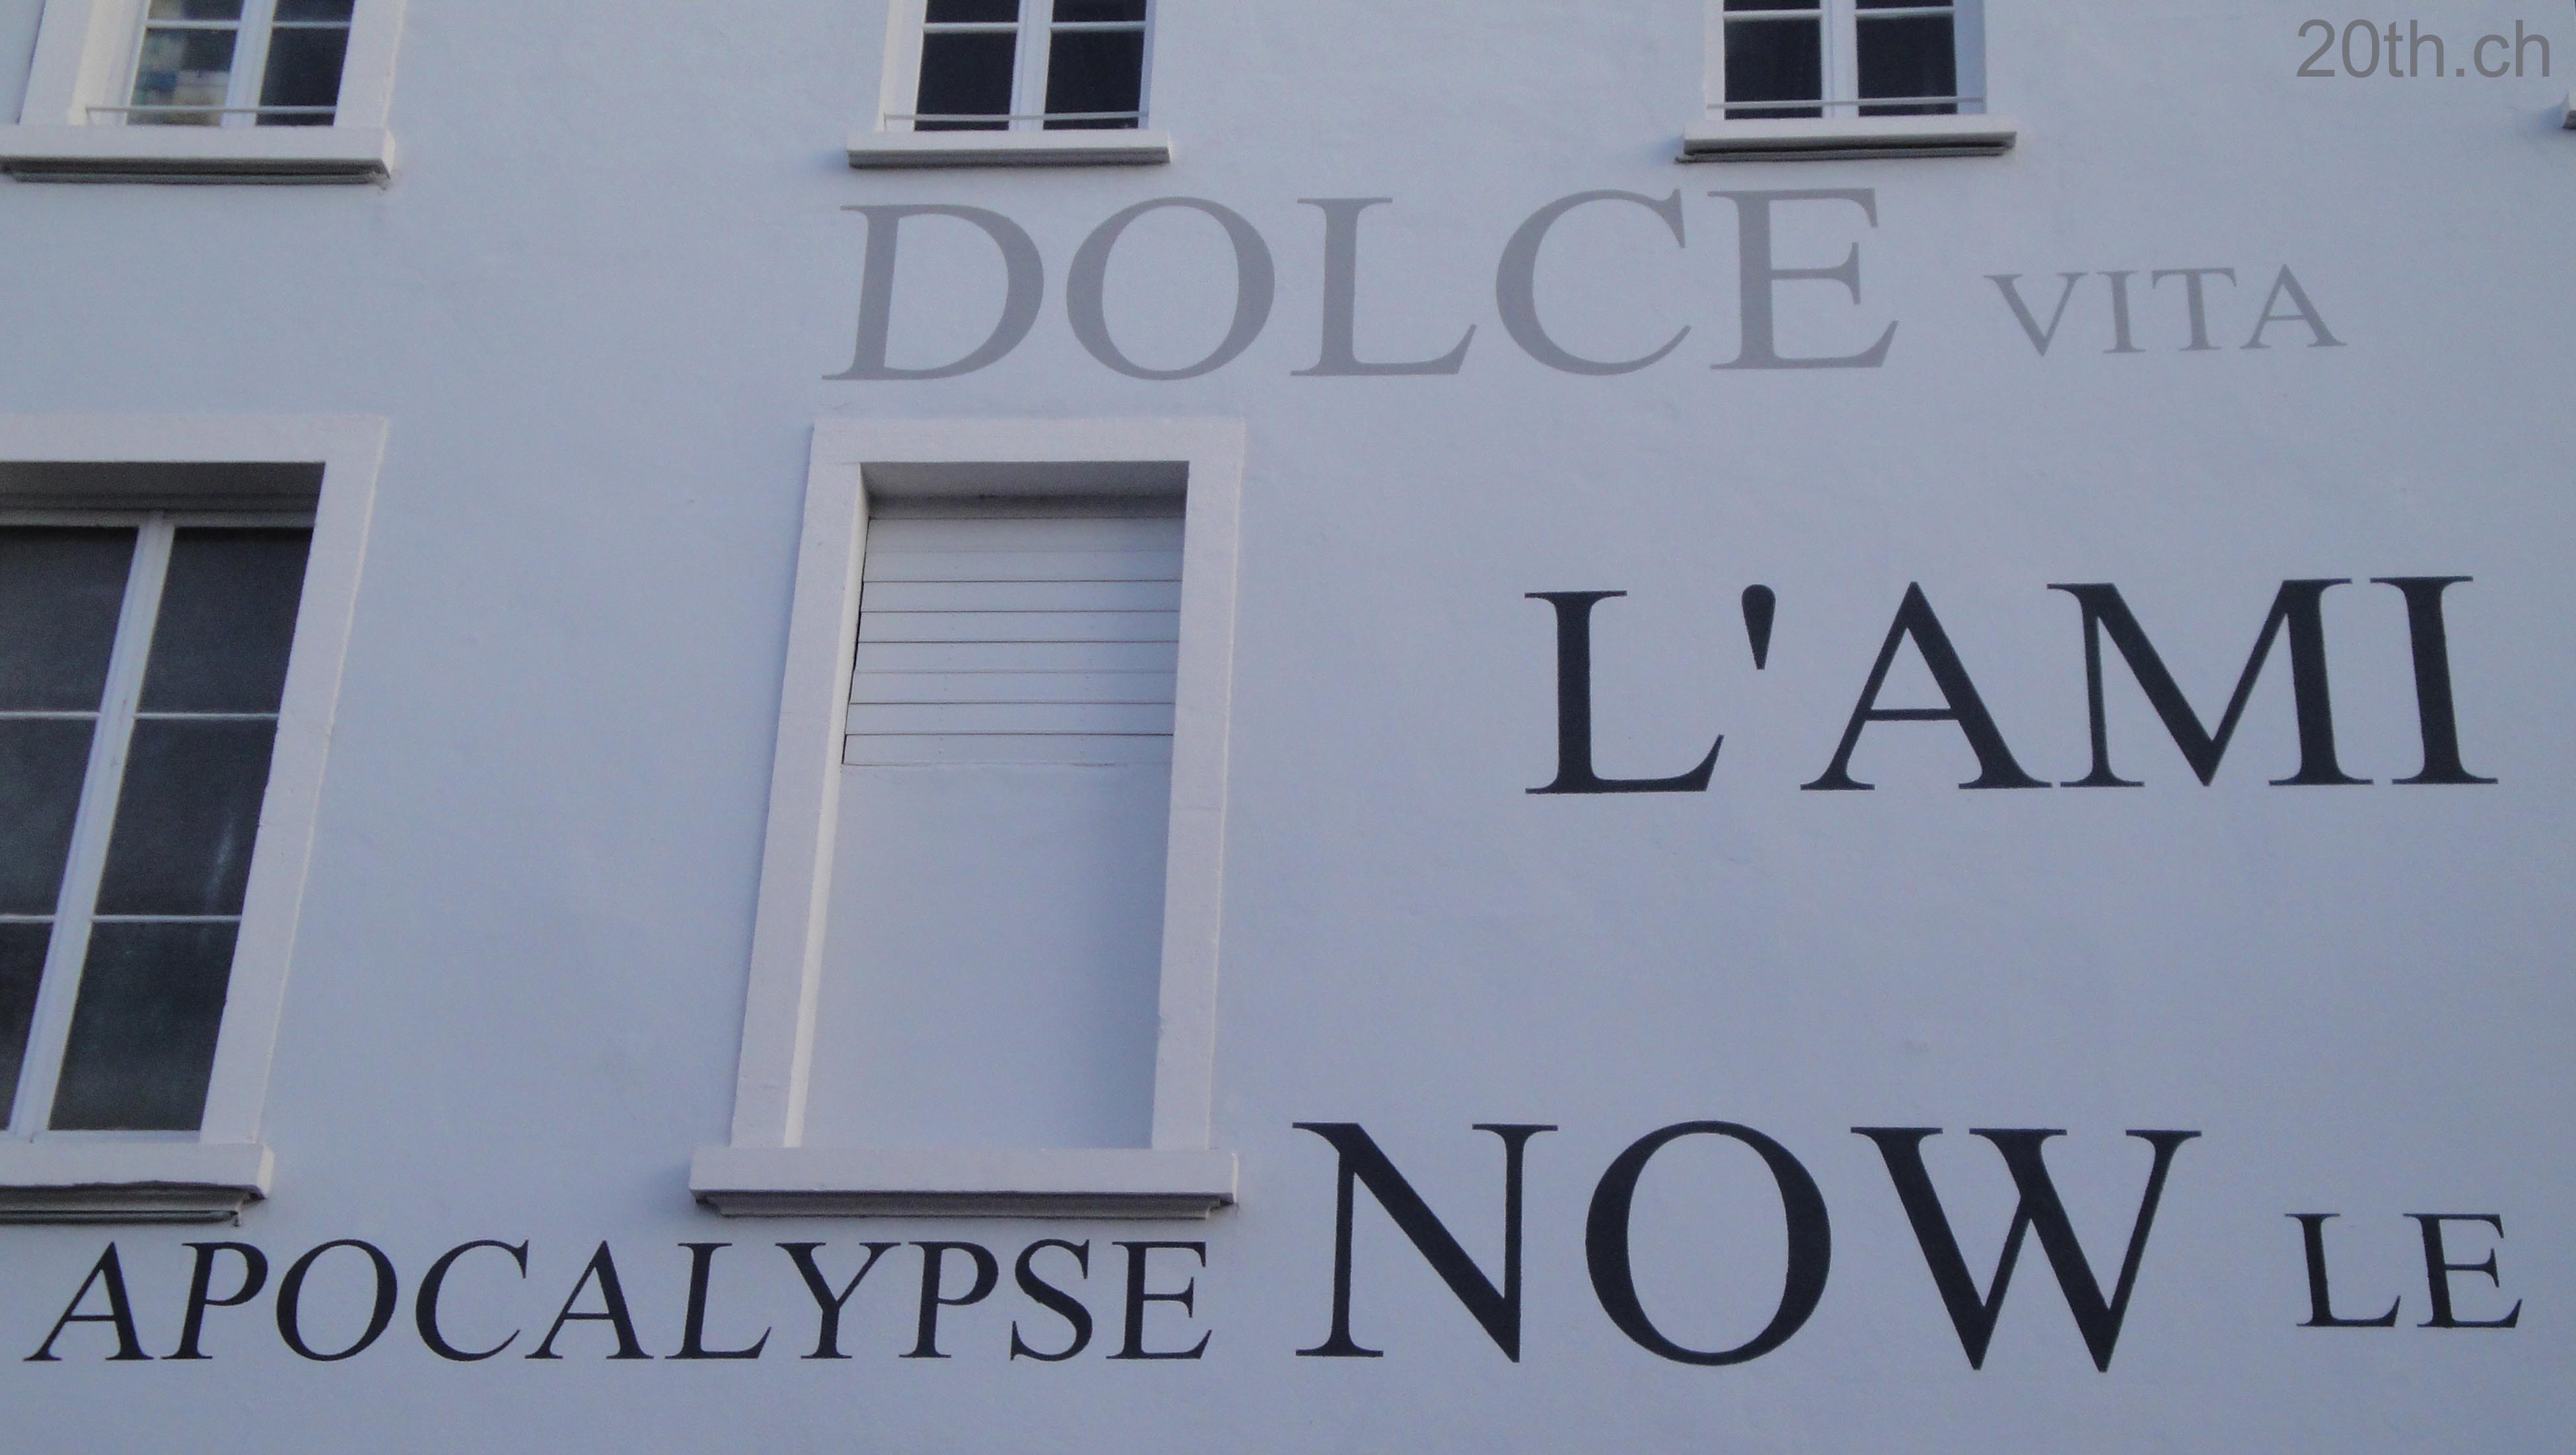 20th.ch
DOLCE VITA
L'AMI
APOCALYPSE NOW LE